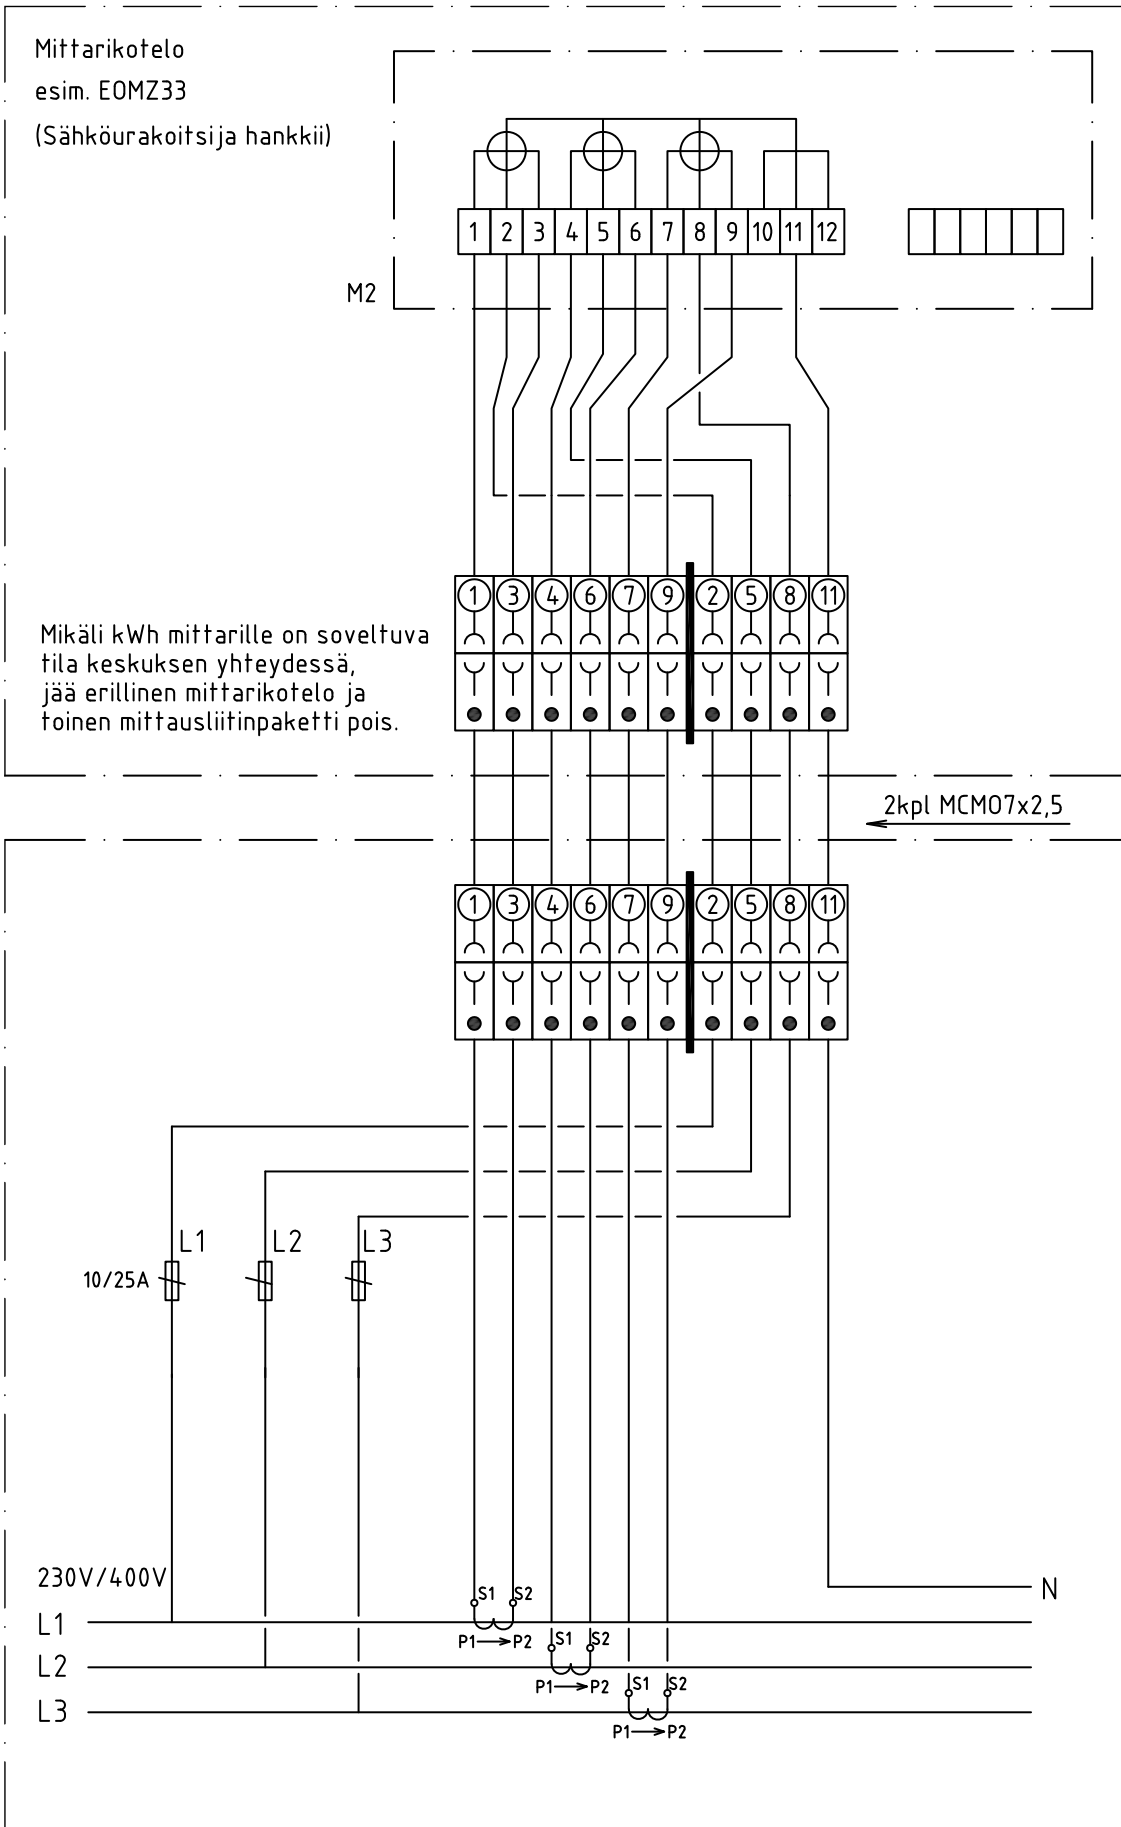 Mittarikotelo
esim. EOMZ33
(Sähköurakoitsija hankkii)
1 2 3 4 5 6 7 8 9 10 11 12
M2
1 3 4 6 7 9 2 5 8 11
Mikäli kWh mittarille on soveltuva
tila keskuksen yhteydessä,
jää erillinen mittarikotelo ja
toinen mittausliitinpaketti pois.
2kpl MCMO7x2,5
1 3 4 6 7 9 2 5 8 11
L1 L2 L3
10/25A
230V/400V
N
S1 S2
L1
P1 P2
S1 S2
L2
P1 P2
S1 S2
L3
P1 P2